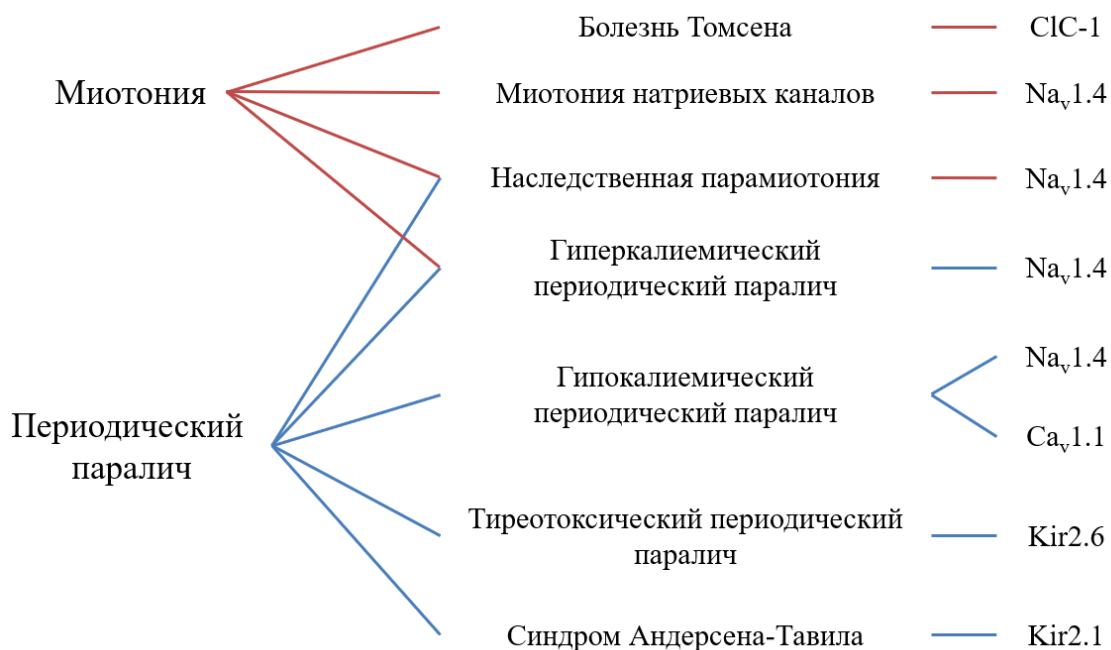 Болезнь Томсена
ClC-1
Миотония
Миотония натриевых каналов
Nav1.4
Наследственная парамиотония
Nav1.4
Гиперкалиемический
периодический паралич
Nav1.4
Гипокалиемический
периодический паралич
Nav1.4
Cav1.1
Периодический
паралич
Тиреотоксический периодический
паралич
Kir2.6
Синдром Андерсена-Тавила
Kir2.1